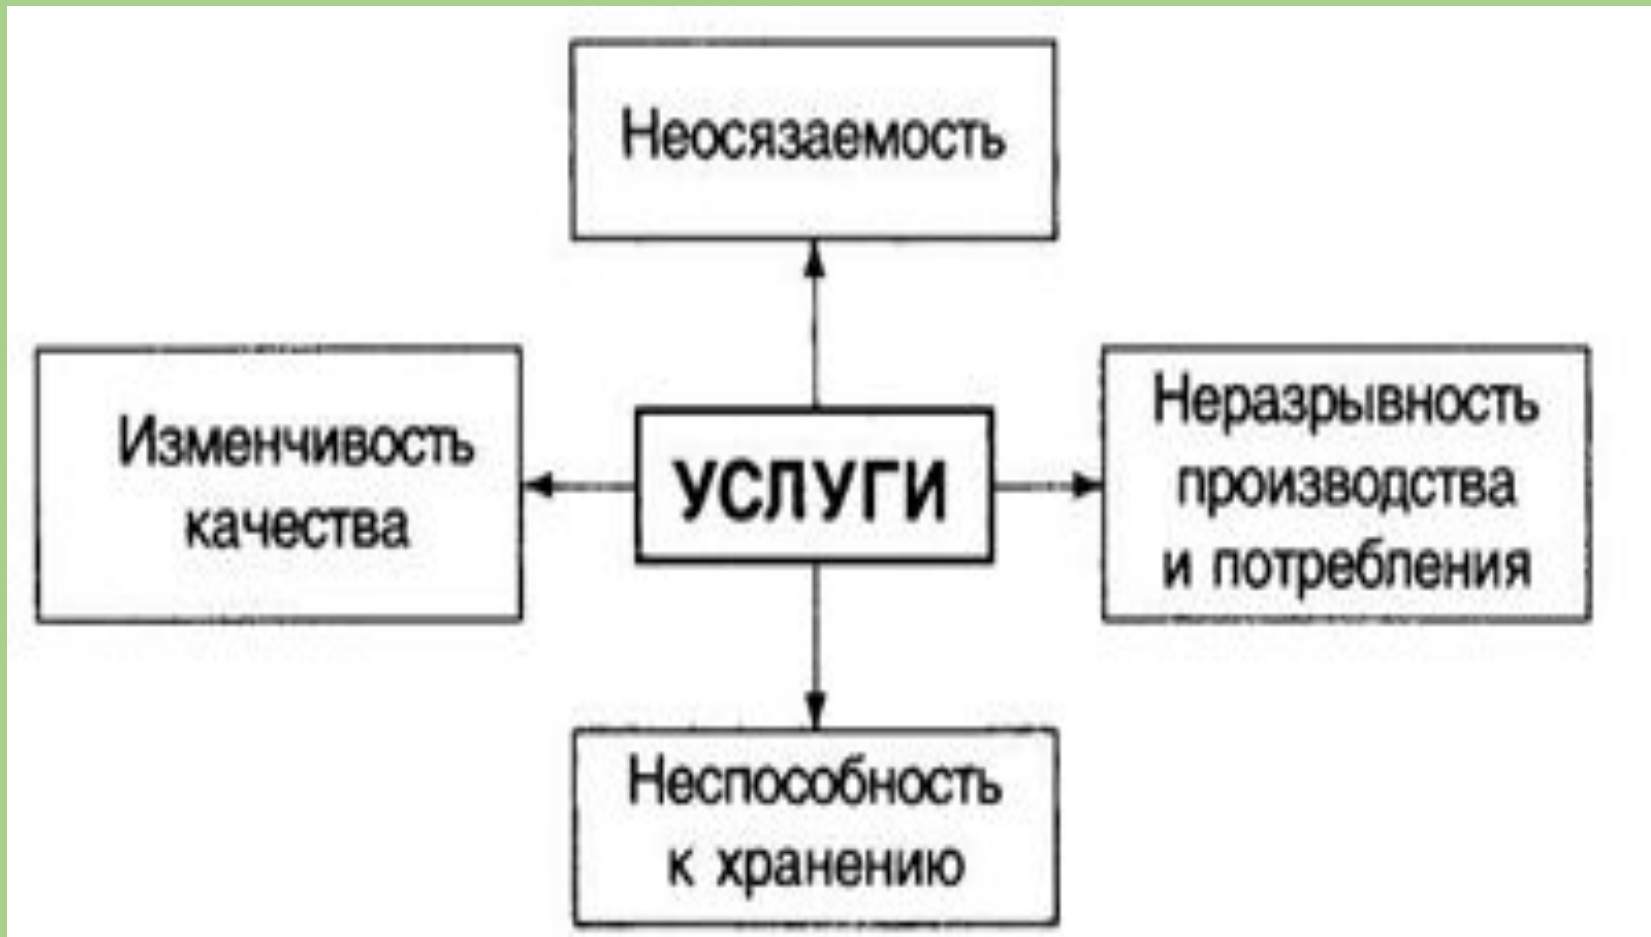 Неосязаемость
Изменчивость
качества
УСЛУГИ
Неразрывность
производства
и потребления
Неспособность
к хранению